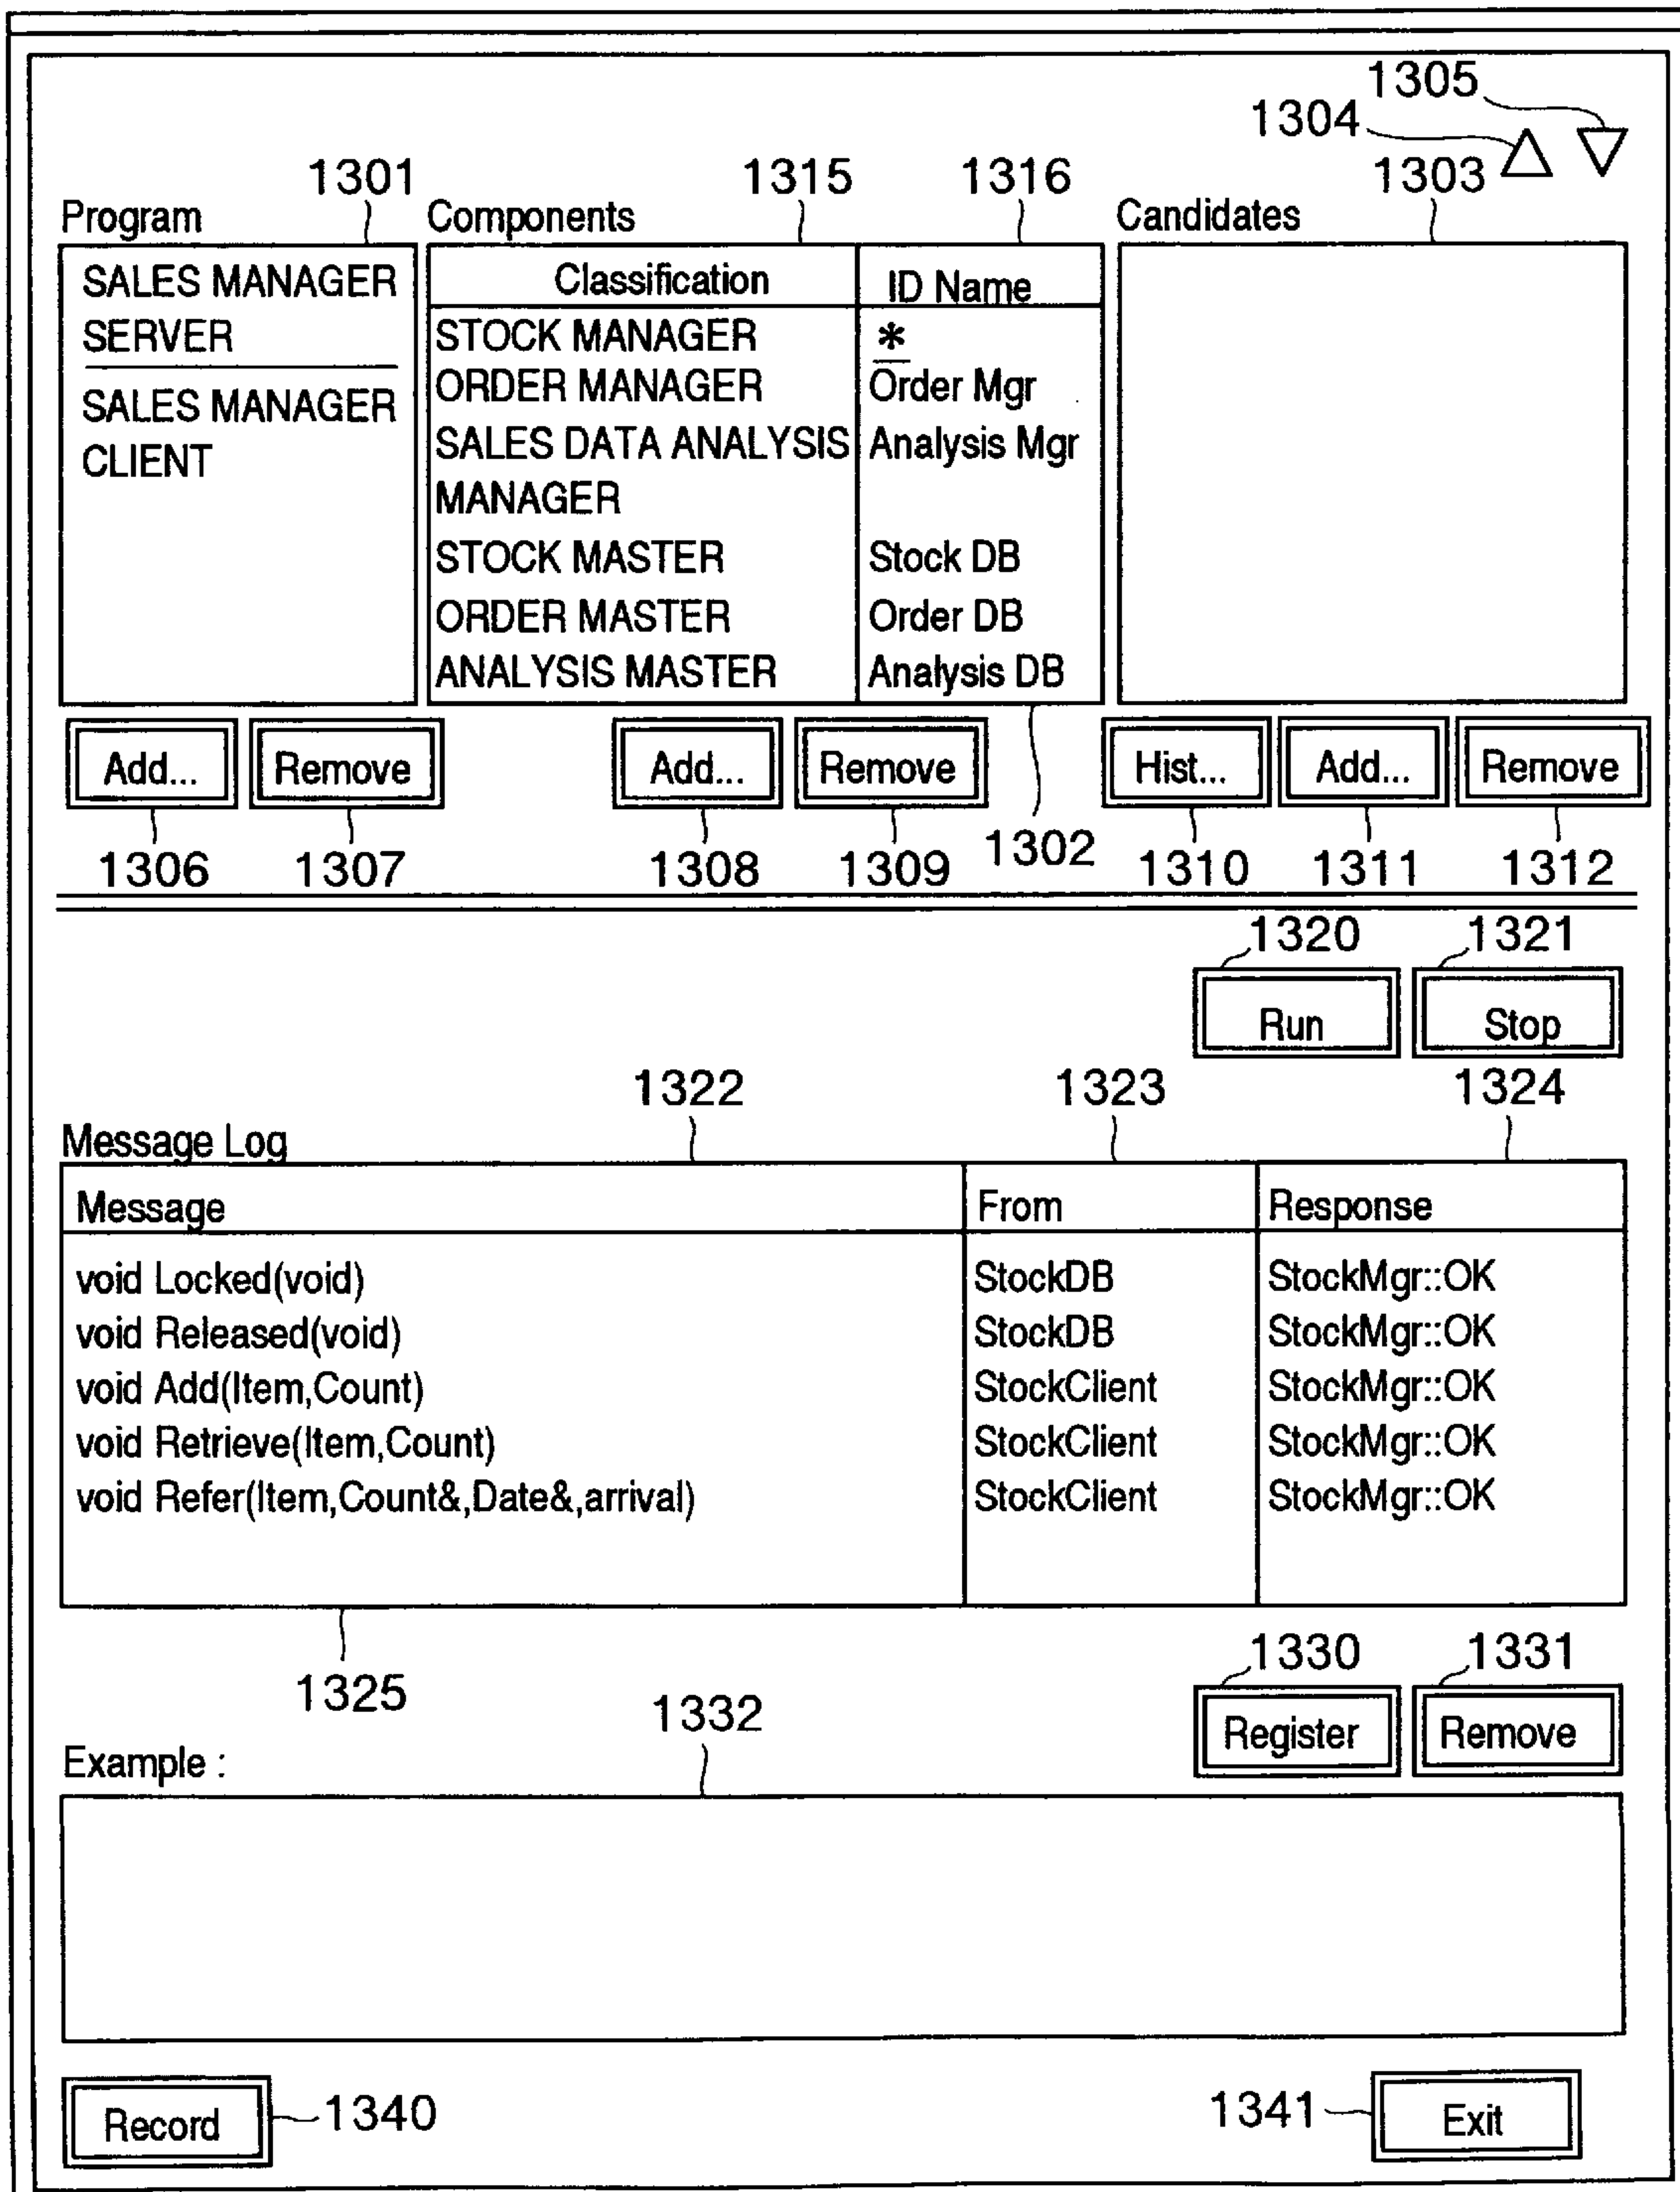 1305
1304
1301 1315 1316 1303
Program Components Candidates
SALES MANAGER
SERVER
SALES MANAGER
CLIENT
Classification ID Name
STOCK MANAGER *
ORDER MANAGER Order Mgr
SALES DATA ANALYSIS Analysis Mgr
MANAGER
STOCK MASTER Stock DB
ORDER MASTER Order DB
ANALYSIS MASTER Analysis DB
Add... Remove Add... Remove Hist... Add... Remove
1306 1307 1308 1309 1302 1310 1311 1312
1320 1321
Run Stop
1322 1323 1324
Message Log
Message From Response
void Locked(void) StockDB StockMgr::OK
void Released(void) StockDB StockMgr::OK
void Add(Item,Count) StockClient StockMgr::OK
void Retrieve(Item,Count) StockClient StockMgr::OK
void Refer(Item,Count&,Date&,arrival) StockClient StockMgr::OK
1325 1332 1330 1331
Register Remove
Example :
Record 1340 1341 Exit